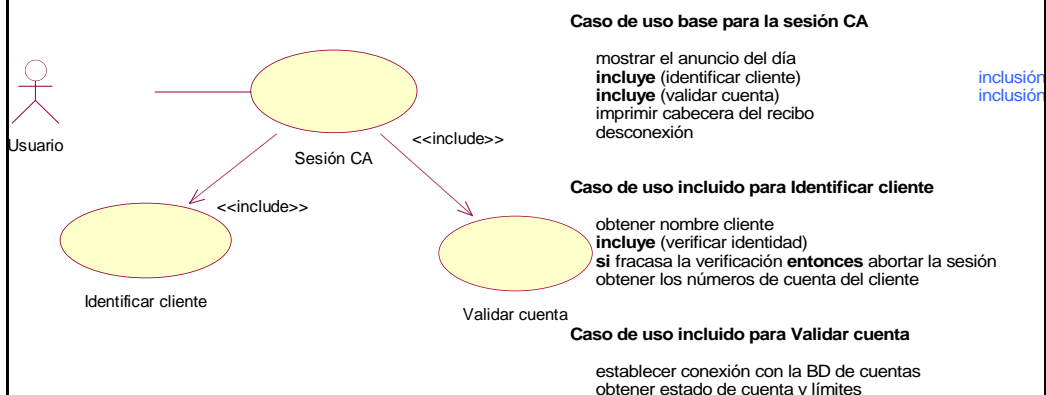 Usuario
Sesión CA
<<include>>
<<include>>
Identificar cliente
Validar cuenta
Caso de uso base para la sesión CA
mostrar el anuncio del día
incluye (identificar cliente) inclusión
incluye (validar cuenta) inclusión
imprimir cabecera del recibo
desconexión
Caso de uso incluido para Identificar cliente
obtener nombre cliente
incluye (verificar identidad)
si fracasa la verificación entonces abortar la sesión
obtener los números de cuenta del cliente
Caso de uso incluido para Validar cuenta
establecer conexión con la BD de cuentas
obtener estado de cuenta y límites